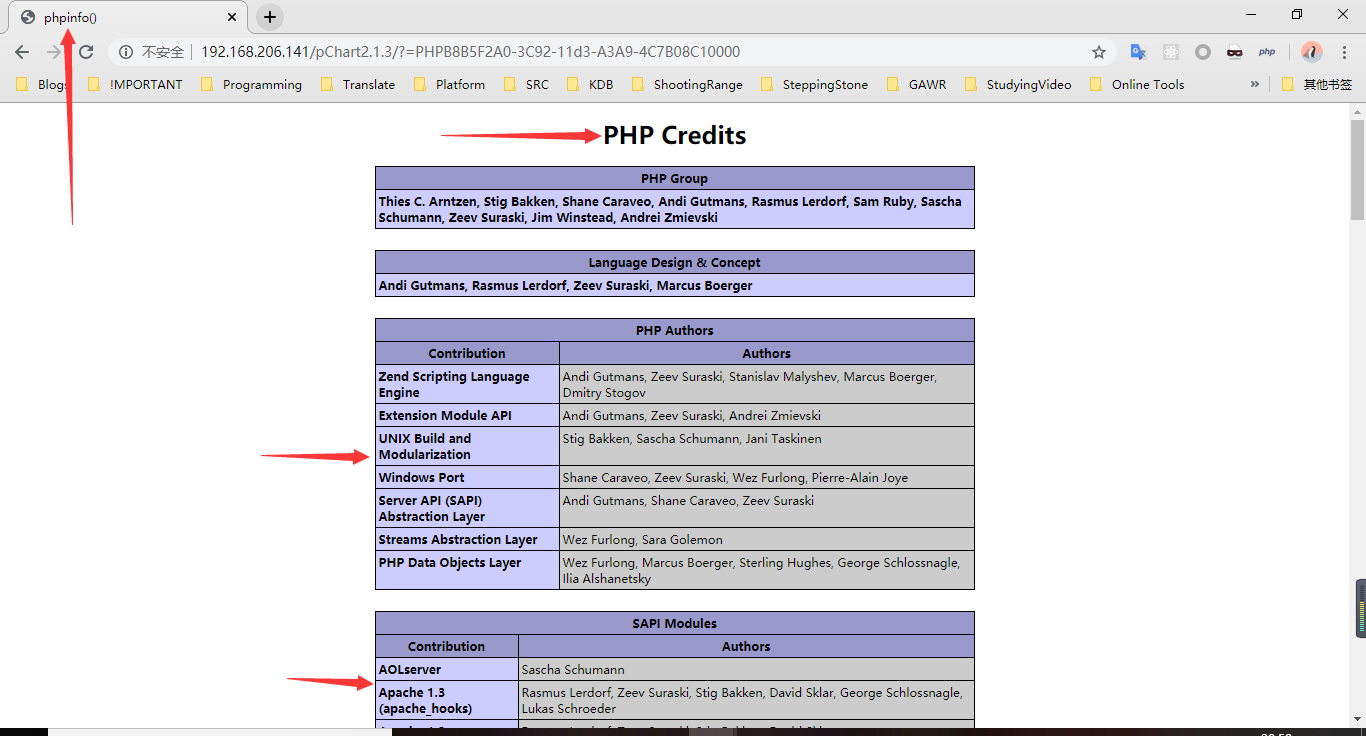 phpinfo()
不安全 192.168.206.141/pChart2.1.3/?=PHPB8B5F2A0-3C92-11d3-A3A9-4C7B08C10000
php
Blogs !IMPORTANT Programming Translate Platform SRC KDB ShootingRange SteppingStone GAWR StudyingVideo Online Tools » 其他书签
PHP Credits
PHP Group
Thies C. Arntzen, Stig Bakken, Shane Caraveo, Andi Gutmans, Rasmus Lerdorf, Sam Ruby, Sascha
Schumann, Zeev Suraski, Jim Winstead, Andrei Zmievski
Language Design & Concept
Andi Gutmans, Rasmus Lerdorf, Zeev Suraski, Marcus Boerger
PHP Authors
Contribution Authors
Zend Scripting Language
Engine
Andi Gutmans, Zeev Suraski, Stanislav Malyshev, Marcus Boerger,
Dmitry Stogov
Extension Module API Andi Gutmans, Zeev Suraski, Andrei Zmievski
UNIX Build and
Modularization
Stig Bakken, Sascha Schumann, Jani Taskinen
Windows Port Shane Caraveo, Zeev Suraski, Wez Furlong, Pierre-Alain Joye
Server API (SAPI)
Abstraction Layer
Andi Gutmans, Shane Caraveo, Zeev Suraski
Streams Abstraction Layer Wez Furlong, Sara Golemon
PHP Data Objects Layer
Wez Furlong, Marcus Boerger, Sterling Hughes, George Schlossnagle,
Ilia Alshanetsky
SAPI Modules
Contribution Authors
AOLserver Sascha Schumann
Apache 1.3
(apache_hooks)
Rasmus Lerdorf, Zeev Suraski, Stig Bakken, David Sklar, George Schlossnagle,
Lukas Schroeder